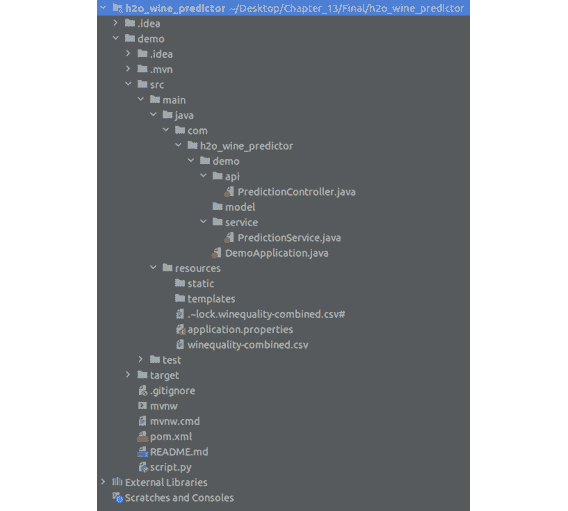 h2o_wine_predictor ~/Desktop/Chapter_13/Final/h2o_wine_predictor
.idea
demo
.idea
.mvn
src
main
java
com
h2o_wine_predictor
demo
api
PredictionController.java
model
service
PredictionService.java
DemoApplication.java
resources
static
templates
.~lock.winequality-combined.csv#
application.properties
winequality-combined.csv
test
target
.gitignore
mvnw
mvnw.cmd
pom.xml
README.md
script.py
External Libraries
Scratches and Consoles